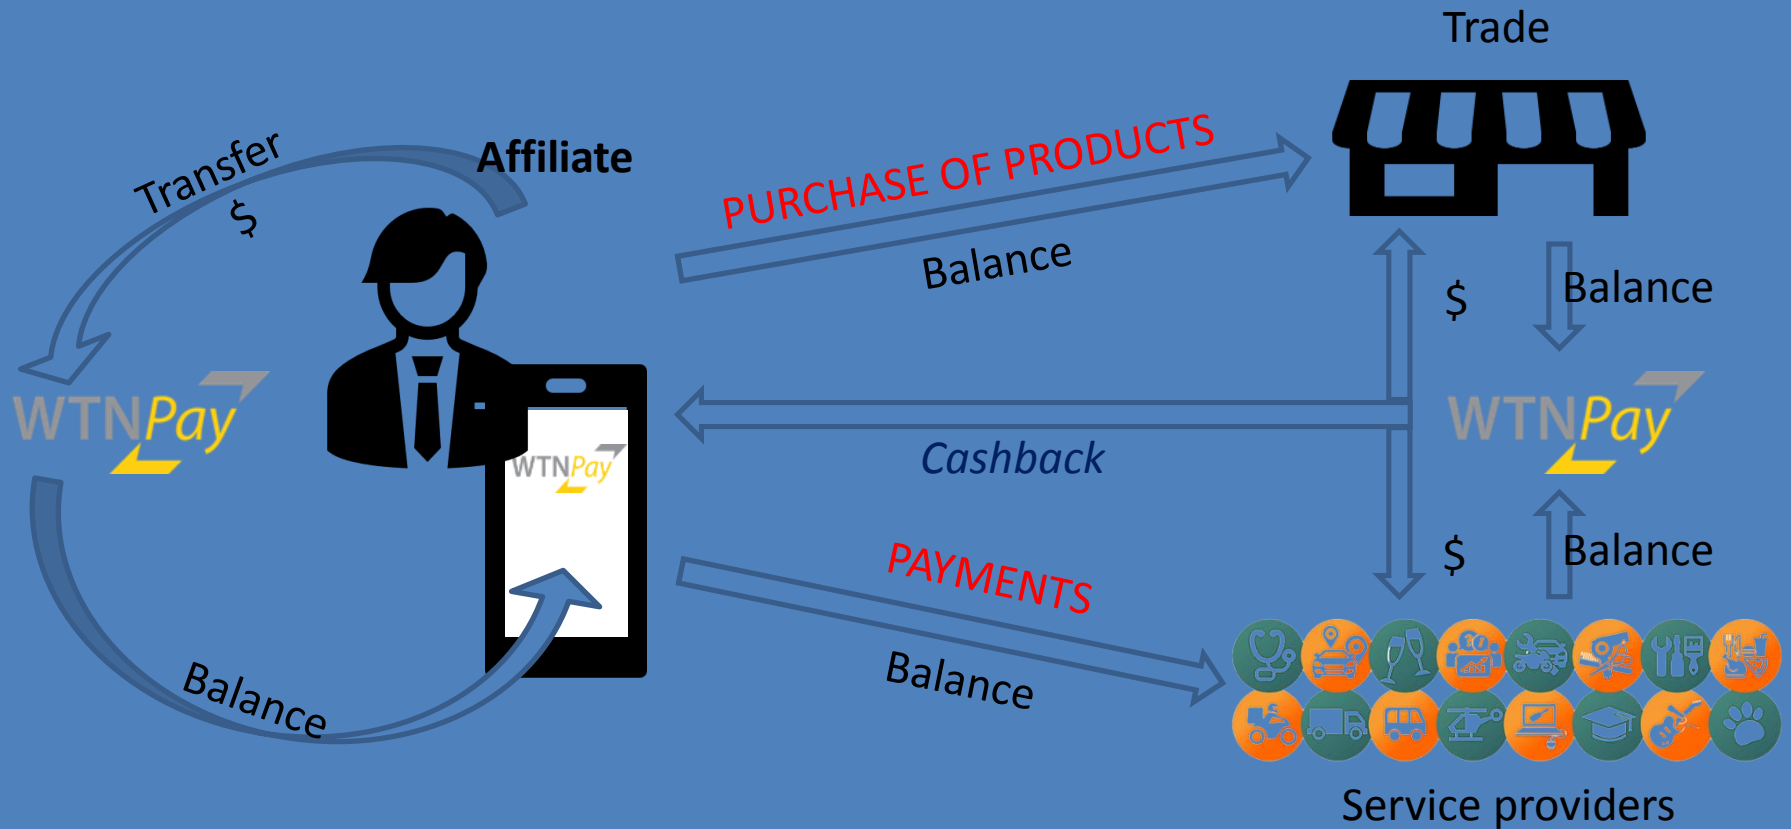 Trade
Transfer
$
Affiliate
PURCHASE OF PRODUCTS
Balance
$
Balance
WTNPay
WTNPay
Cashback
WTNPay
PAYMENTS
Balance
$
Balance
Balance
Service providers